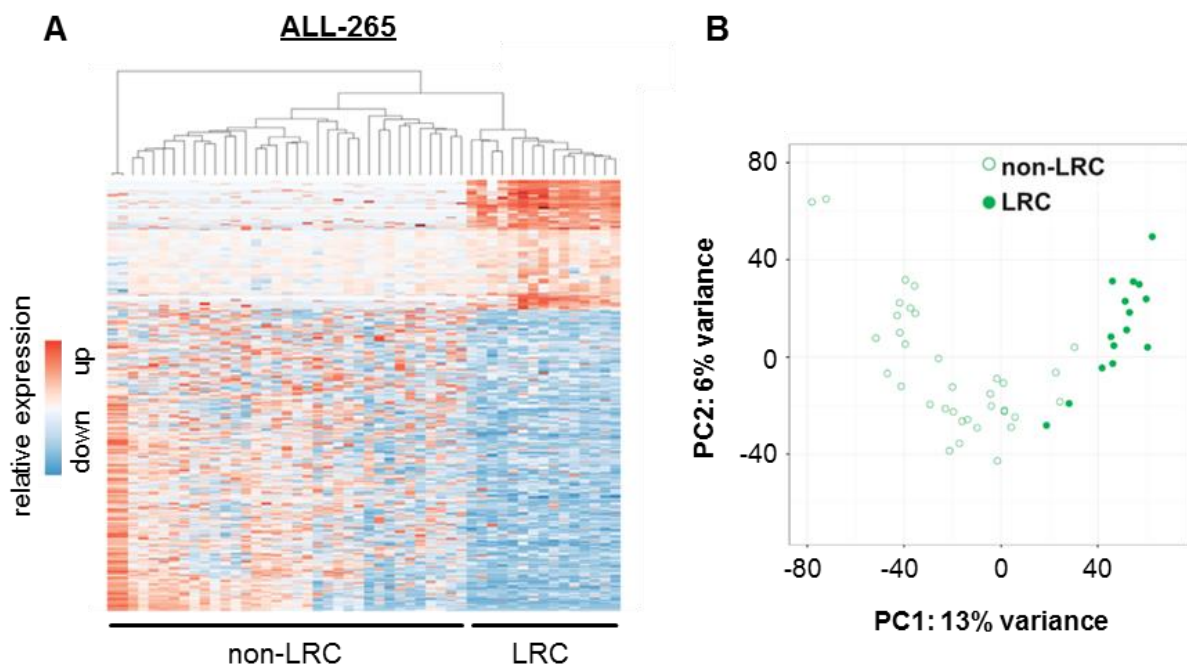 A
ALL-265
relative expression
up
down
non-LRC
LRC
B
non-LRC
LRC
80
40
0
-40
PC2: 6% variance
-80
-40
0
40
PC1: 13% variance